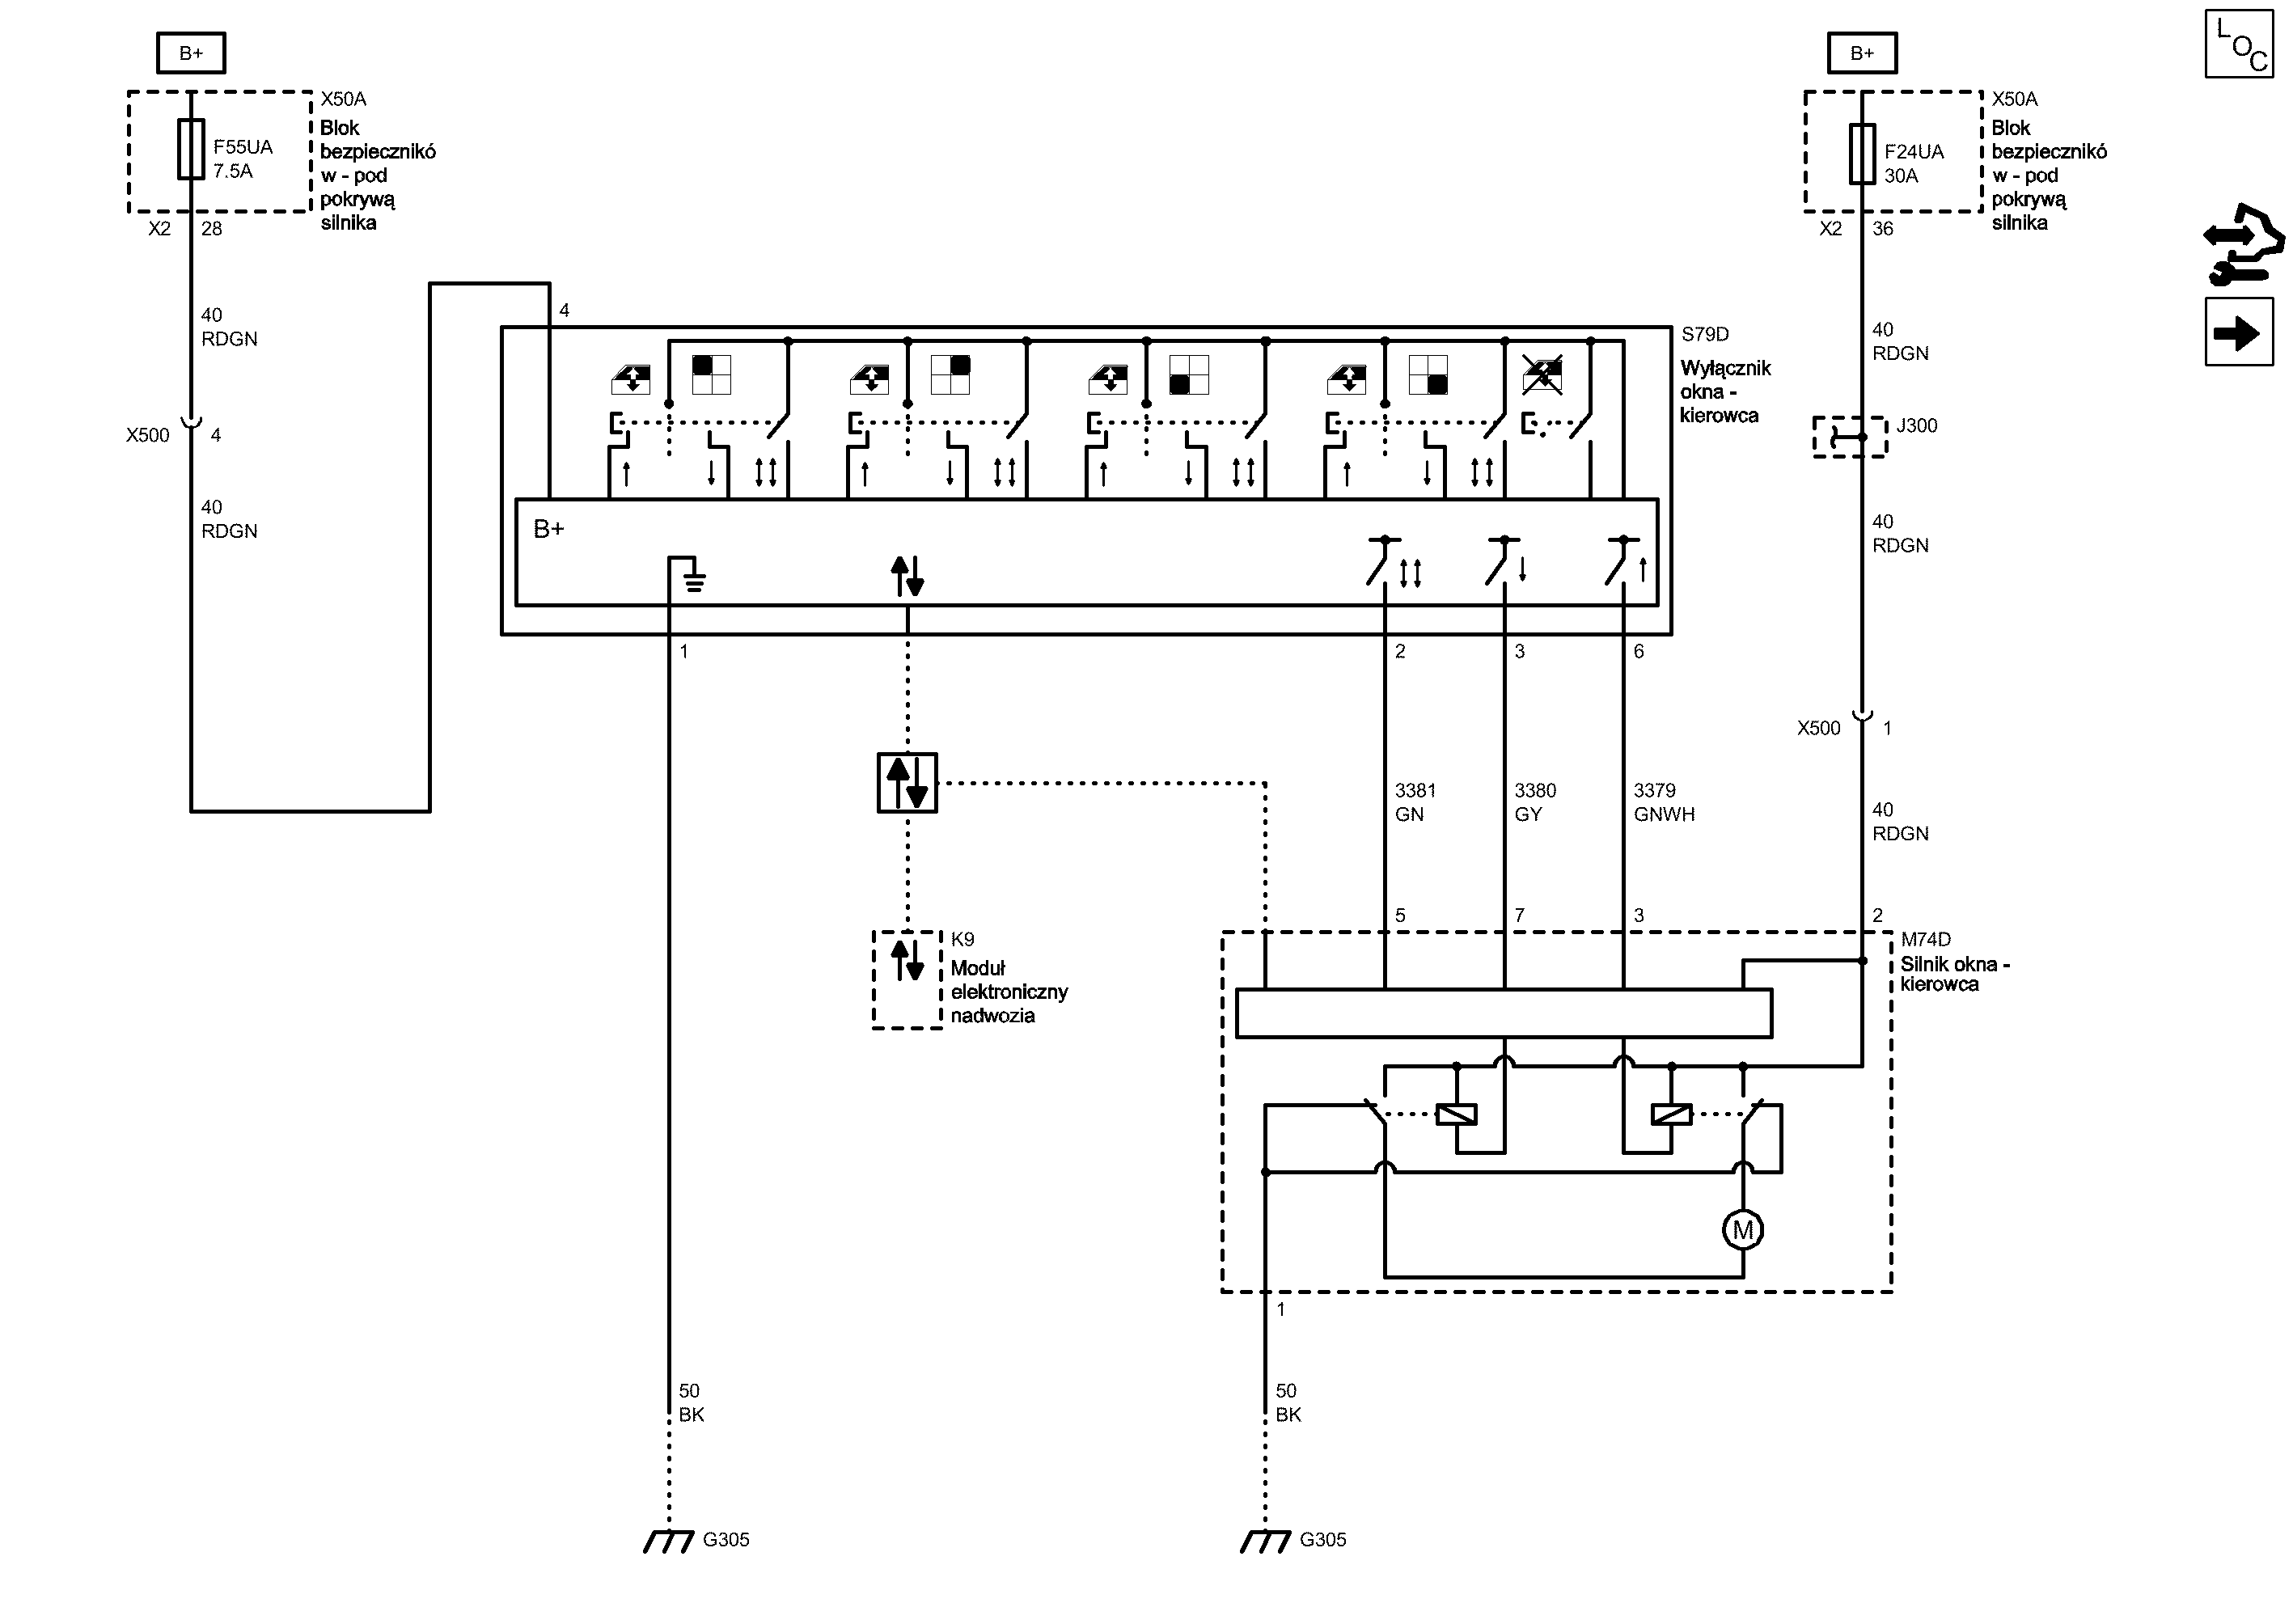 B+
X50A
Blok
bezpiecznikó
w - pod
pokrywą
silnika
F55UA
7.5A
X2 28
40
RDGN
X500 4
40
RDGN
B+
X50A
Blok
bezpiecznikó
w - pod
pokrywą
silnika
F24UA
30A
X2 36
40
RDGN
J300
40
RDGN
X500 1
40
RDGN
LOC
4
S79D
Wyłącznik
okna -
kierowca
B+
1
2
3
6
3381
GN
3380
GY
3379
GNWH
K9
Moduł
elektroniczny
nadwozia
5
7
3
2
M74D
Silnik okna -
kierowca
M
1
50
BK
50
BK
G305
G305